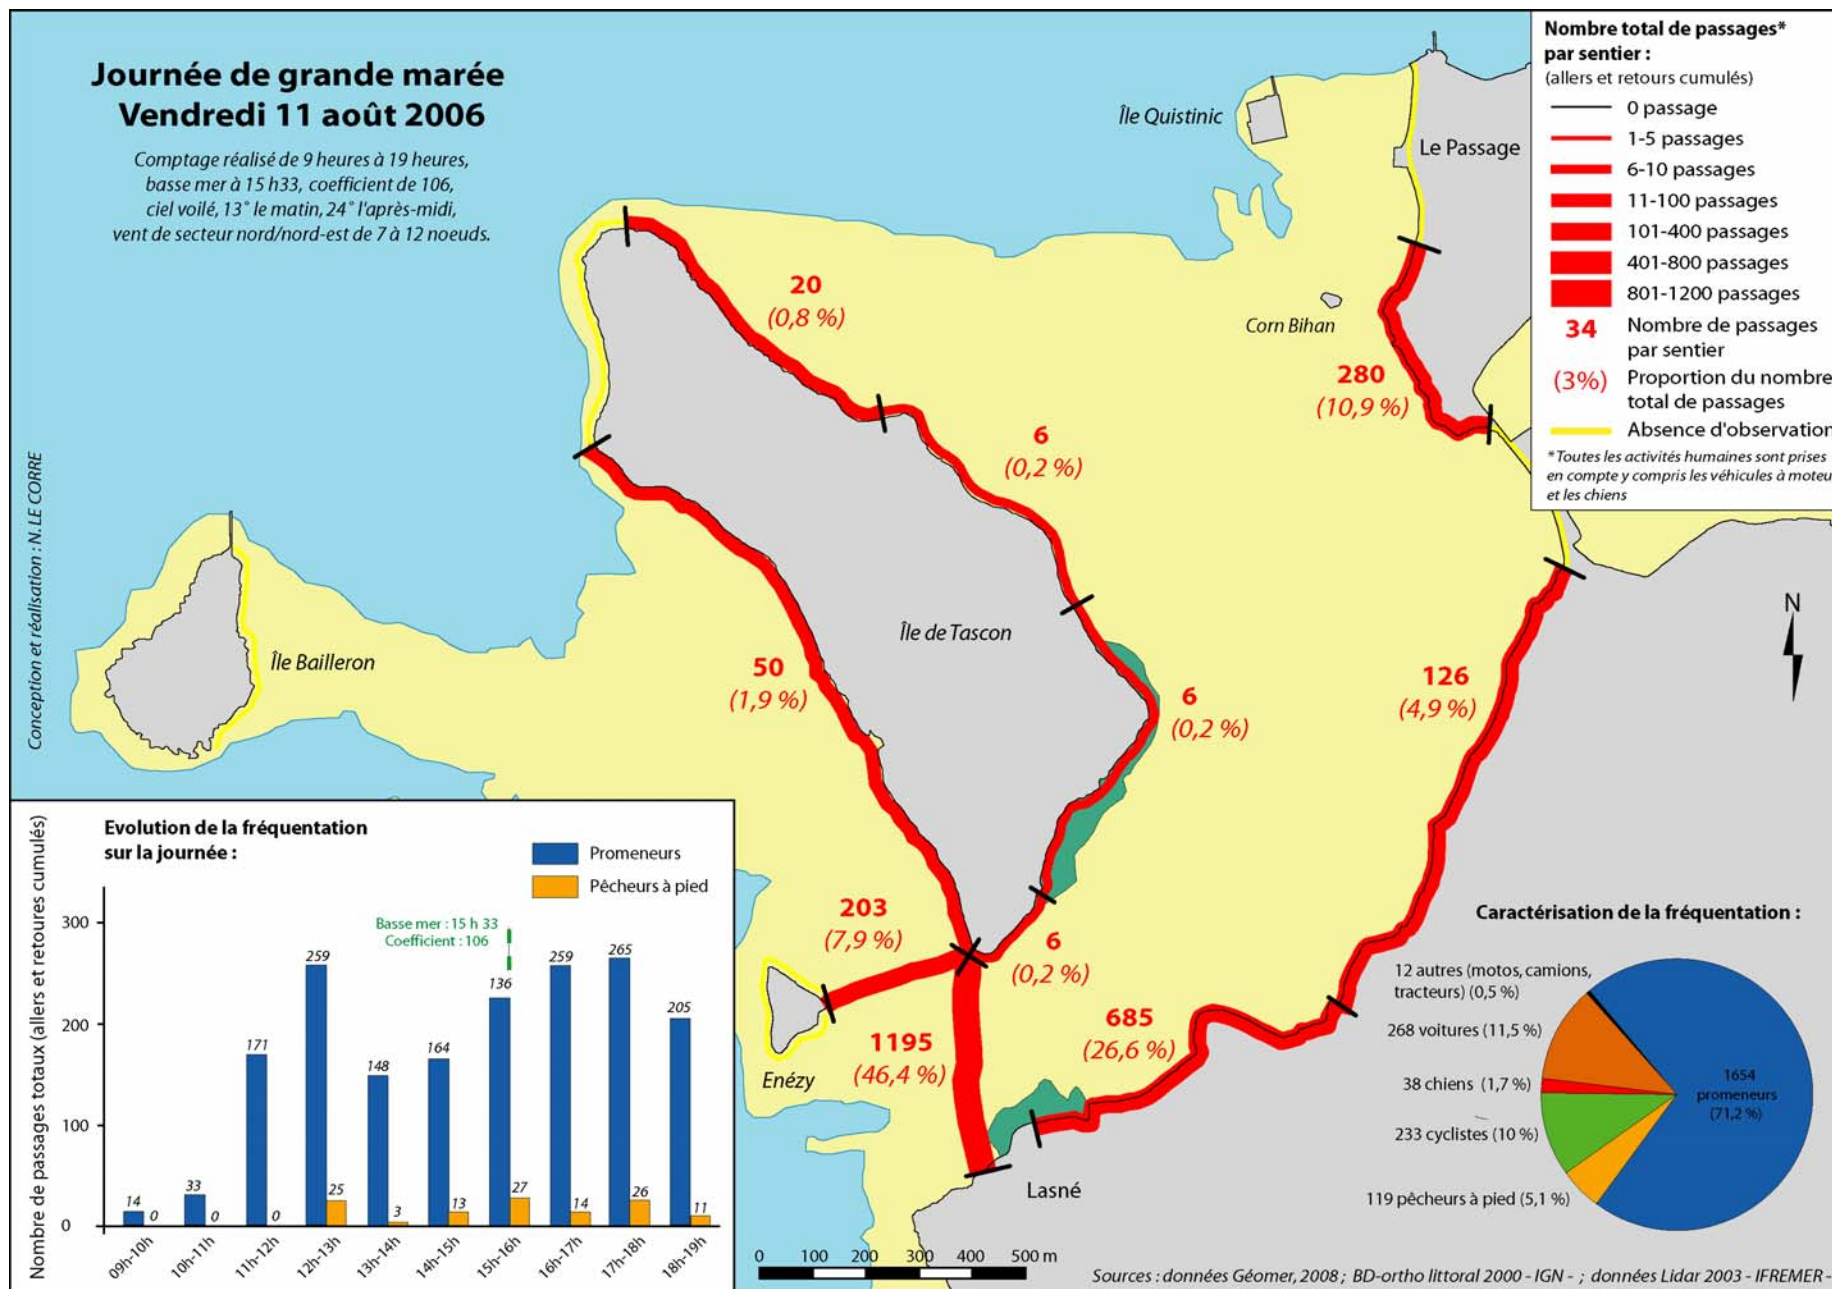 Journée de grande marée
Vendredi 11 août 2006
Comptage réalisé de 9 heures à 19 heures,
basse mer à 15 h33, coefficient de 106,
ciel voilé, 13° le matin, 24° l'après-midi,
vent de secteur nord/nord-est de 7 à 12 noeuds.
Conception et réalisation : N. LE CORRE
Île Quistinic
Le Passage
Corn Bihan
Île de Tascon
Île Bailleron
Enézy
Lasné
20
(0,8 %)
6
(0,2 %)
280
(10,9 %)
50
(1,9 %)
6
(0,2 %)
126
(4,9 %)
203
(7,9 %)
6
(0,2 %)
1195
(46,4 %)
685
(26,6 %)
Nombre total de passages*
par sentier :
(allers et retours cumulés)
0 passage
1-5 passages
6-10 passages
11-100 passages
101-400 passages
401-800 passages
801-1200 passages
34 Nombre de passages
par sentier
(3%) Proportion du nombre
total de passages
Absence d'observation
*Toutes les activités humaines sont prises
en compte y compris les véhicules à moteu
et les chiens
N
Evolution de la fréquentation
sur la journée :
Promeneurs
Pêcheurs à pied
Nombre de passages totaux (allers et retoures cumulés)
Basse mer : 15 h 33
Coefficient : 106
300
200
100
0
14 0
33 0
171 0
259 25
148 3
164 13
136 27
259 14
265 26
205 11
09h-10h
10h-11h
11h-12h
12h-13h
13h-14h
14h-15h
15h-16h
16h-17h
17h-18h
18h-19h
Caractérisation de la fréquentation :
12 autres (motos, camions,
tracteurs) (0,5 %)
268 voitures (11,5 %)
38 chiens (1,7 %)
233 cyclistes (10 %)
119 pêcheurs à pied (5,1 %)
1654
promeneurs
(71,2 %)
0 100 200 300 400 500 m
Sources : données Géomer, 2008 ; BD-ortho littoral 2000 - IGN - ; données Lidar 2003 - IFREMER -